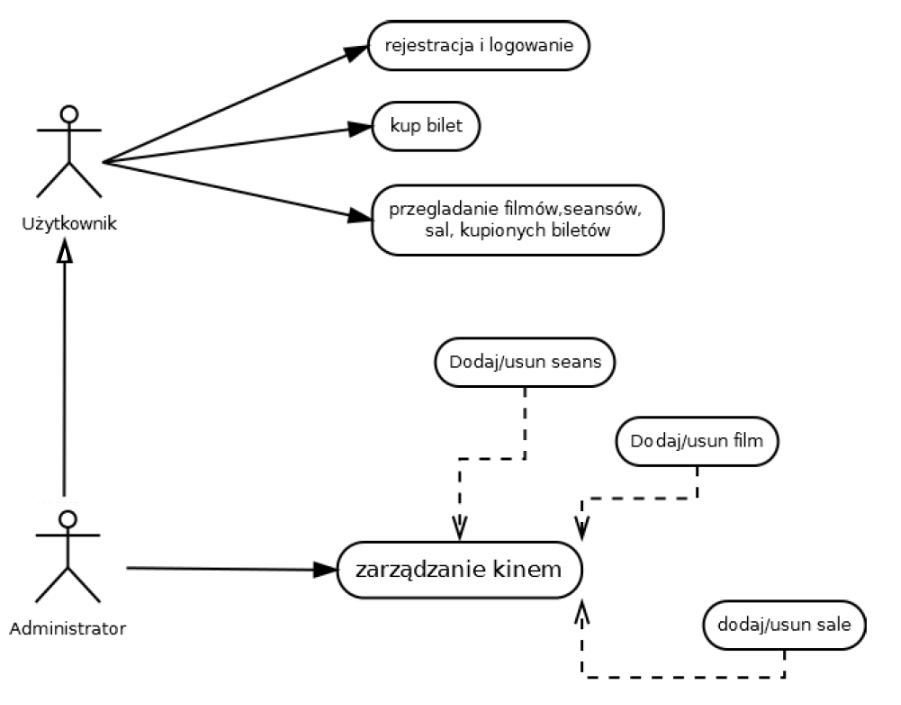 rejestracja i logowanie
kup bilet
Użytkownik
przegladanie filmów,seansów,
sal, kupionych biletów
Dodaj/usun seans
Dodaj/usun film
zarządzanie kinem
Administrator
dodaj/usun sale